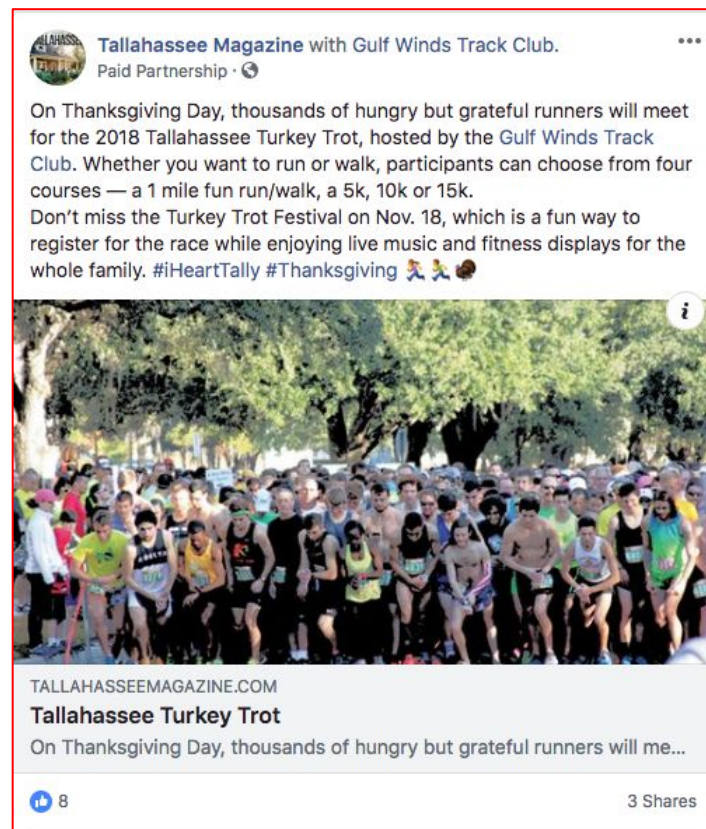 Tallahassee Magazine with Gulf Winds Track Club.
Paid Partnership ·
On Thanksgiving Day, thousands of hungry but grateful runners will meet
for the 2018 Tallahassee Turkey Trot, hosted by the Gulf Winds Track
Club. Whether you want to run or walk, participants can choose from four
courses — a 1 mile fun run/walk, a 5k, 10k or 15k.
Don’t miss the Turkey Trot Festival on Nov. 18, which is a fun way to
register for the race while enjoying live music and fitness displays for the
whole family. #iHeartTally #Thanksgiving 🏃‍♀️🏃‍♂️🦃
i
TALLAHASSEEMAGAZINE.COM
Tallahassee Turkey Trot
On Thanksgiving Day, thousands of hungry but grateful runners will me...
8
3 Shares